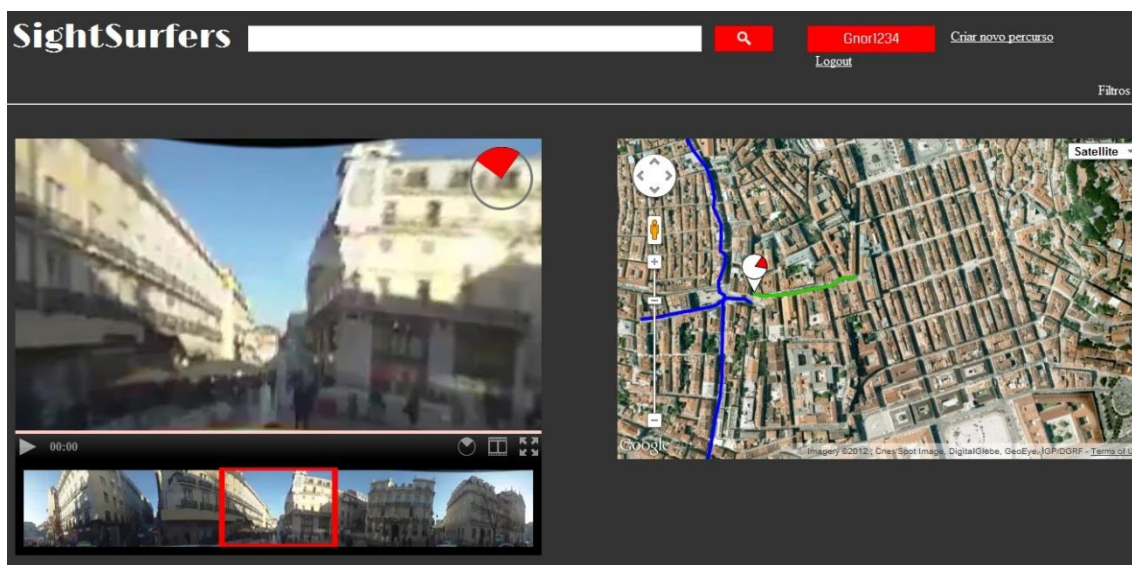 SightSurfers
Gnor1234
Criar novo percurso
Logout
Filtros
Satellite
00:00
Google
Imagery ©2012 , Cnes/Spot Image, DigitalGlobe, GeoEye, IGP/DGRF - Terms of U